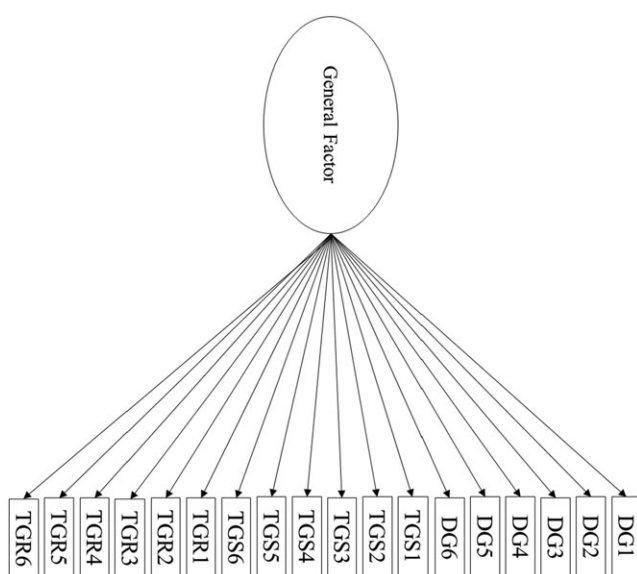 General Factor
TGR6
TGR5
TGR4
TGR3
TGR2
TGR1
TGS6
TGS5
TGS4
TGS3
TGS2
TGS1
DG6
DG5
DG4
DG3
DG2
DG1